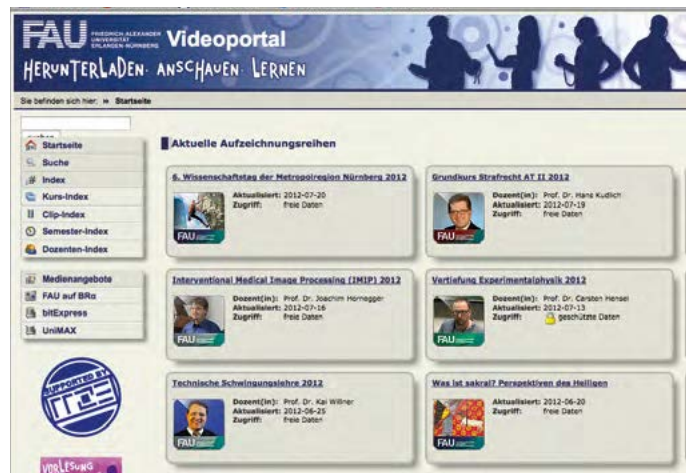 FAU FRIEDRICH-ALEXANDER
UNIVERSITÄT
ERLANGEN-NÜRNBERG
Videoportal
HERUNTERLADEN· ANSCHAUEN· LERNEN
Sie befinden sich hier: » Startseite
Startseite
Suche
Index
Kurs-Index
Clip-Index
Semester-Index
Dozenten-Index
Medienangebote
FAU auf BRα
bitExpress
UniMAX
SUPPORTED BY
RRZE
VORLESUNG
Aktuelle Aufzeichnungsreihen
6. Wissenschaftstag der Metropolregion Nürnberg 2012
Aktualisiert: 2012-07-20
Zugriff: freie Daten
FAU
Grundkurs Strafrecht AT II 2012
Dozent(in): Prof. Dr. Hans Kudlich
Aktualisiert: 2012-07-19
Zugriff: freie Daten
FAU
Interventional Medical Image Processing (IMIP) 2012
Dozent(in): Prof. Dr. Joachim Hornegger
Aktualisiert: 2012-07-16
Zugriff: freie Daten
FAU
Vertiefung Experimentalphysik 2012
Dozent(in): Prof. Dr. Carsten Hensel
Aktualisiert: 2012-07-13
Zugriff: geschützte Daten
FAU
Technische Schwingungslehre 2012
Dozent(in): Prof. Dr. Kai Willner
Aktualisiert: 2012-06-25
Zugriff: freie Daten
FAU
Was ist sakral? Perspektiven des Heiligen
Aktualisiert: 2012-06-20
Zugriff: freie Daten
FAU